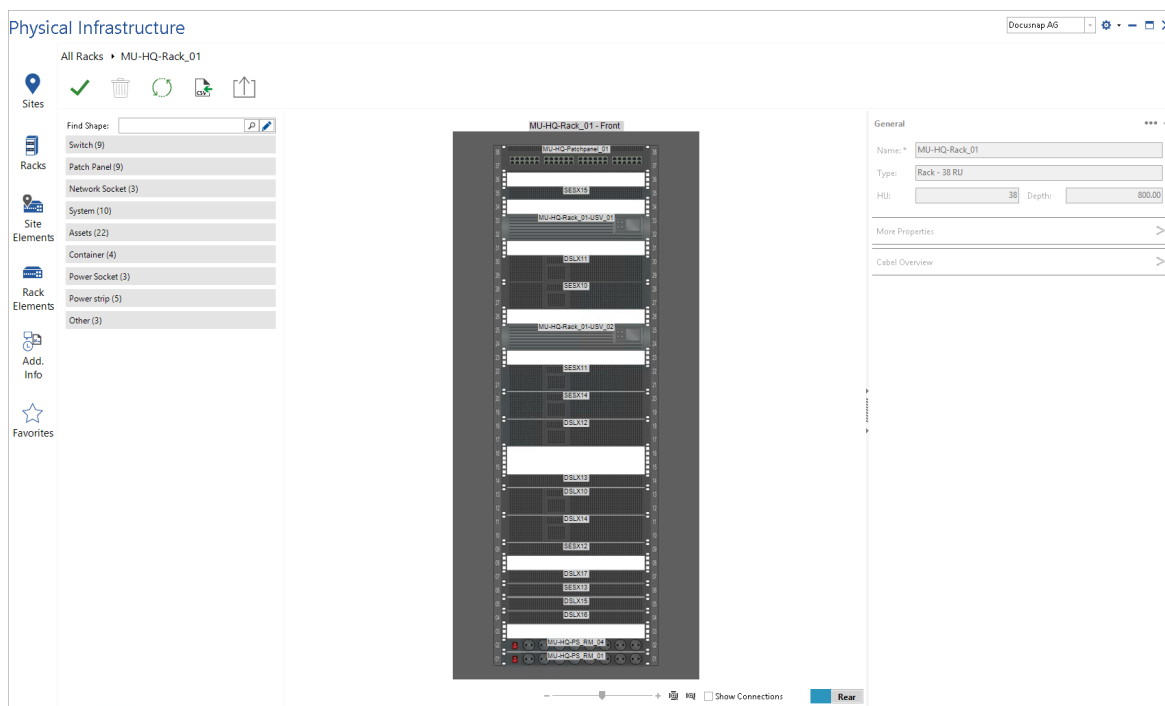 Physical Infrastructure
Docusnap AG
All Racks MU-HQ-Rack_01
Sites
Racks
Site
Elements
Rack
Elements
Add.
Info
Favorites
CSV
Find Shape:
Switch (9)
Patch Panel (9)
Network Socket (3)
System (10)
Assets (22)
Container (4)
Power Socket (3)
Power strip (5)
Other (3)
MU-HQ-Rack_01 - Front
MU-HQ-Patchpanel_01
SESX15
MU-HQ-Rack_01-USV_01
DSLX11
SESX10
MU-HQ-Rack_01-USV_02
SESX11
SESX14
DSLX12
DSLX13
DSLX10
DSLX14
SESX12
DSLX17
SESX13
DSLX15
DSLX16
MU-HQ-PS_RM_04
MU-HQ-PS_RM_01
- + Show Connections
Rear
General
Name: * MU-HQ-Rack_01
Type: Rack - 38 RU
HU: 38 Depth: 800.00
More Properties >
Cabel Overview >